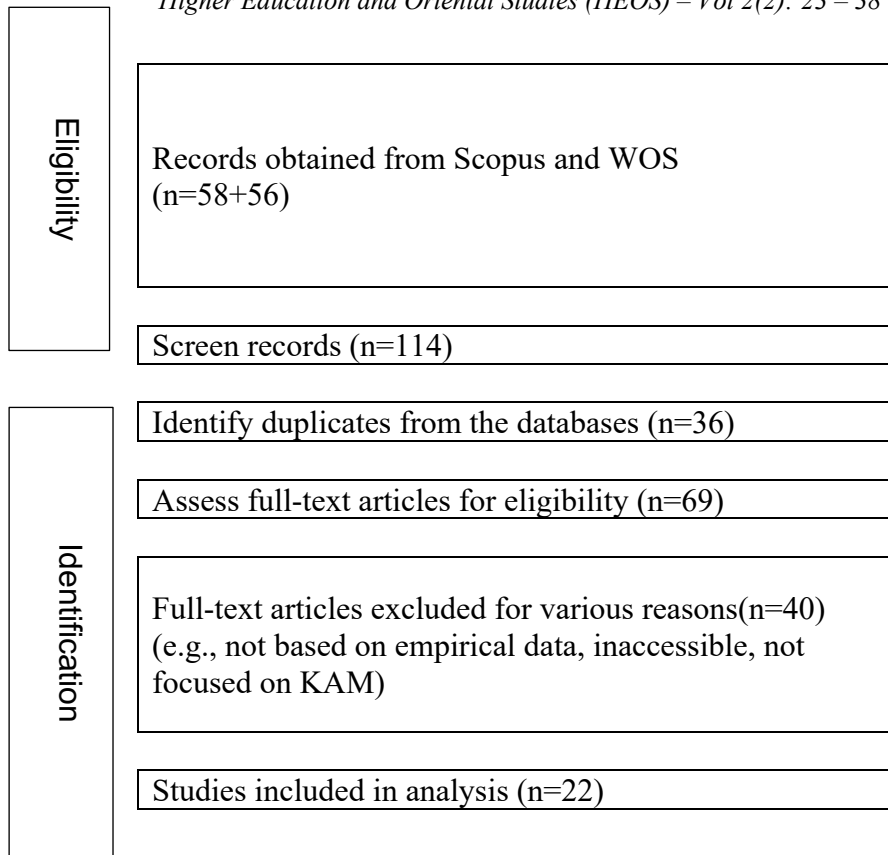 Higher Education and Oriental Studies (HEOS) – Vol 2(2): 23 – 38
Eligibility
Records obtained from Scopus and WOS
(n=58+56)
Screen records (n=114)
Identify duplicates from the databases (n=36)
Assess full-text articles for eligibility (n=69)
Identification
Full-text articles excluded for various reasons(n=40)
(e.g., not based on empirical data, inaccessible, not
focused on KAM)
Studies included in analysis (n=22)